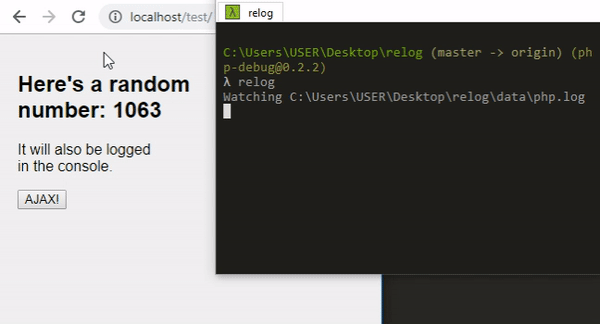 localhost/test/
Here's a random
number: 1063
It will also be logged
in the console.
AJAX!
λ relog
C:\Users\USER\Desktop\relog (master -> origin) (ph
p-debug@0.2.2)
λ relog
Watching C:\Users\USER\Desktop\relog\data\php.log